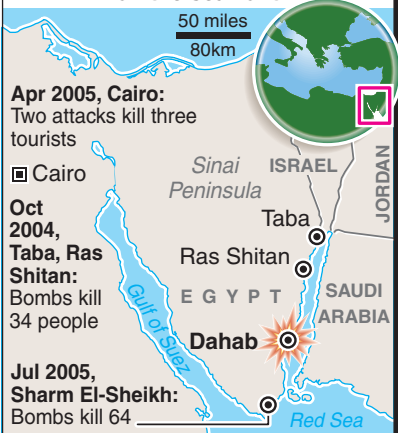 50 miles
80km
Apr 2005, Cairo:
Two attacks kill three
tourists
Cairo
Sinai
Peninsula
ISRAEL
JORDAN
Oct
2004,
Taba, Ras
Shitan:
Bombs kill
34 people
Taba
Ras Shitan
EGYPT
SAUDI
ARABIA
Gulf of Suez
Dahab
Jul 2005,
Sharm El-Sheikh:
Bombs kill 64
Red Sea